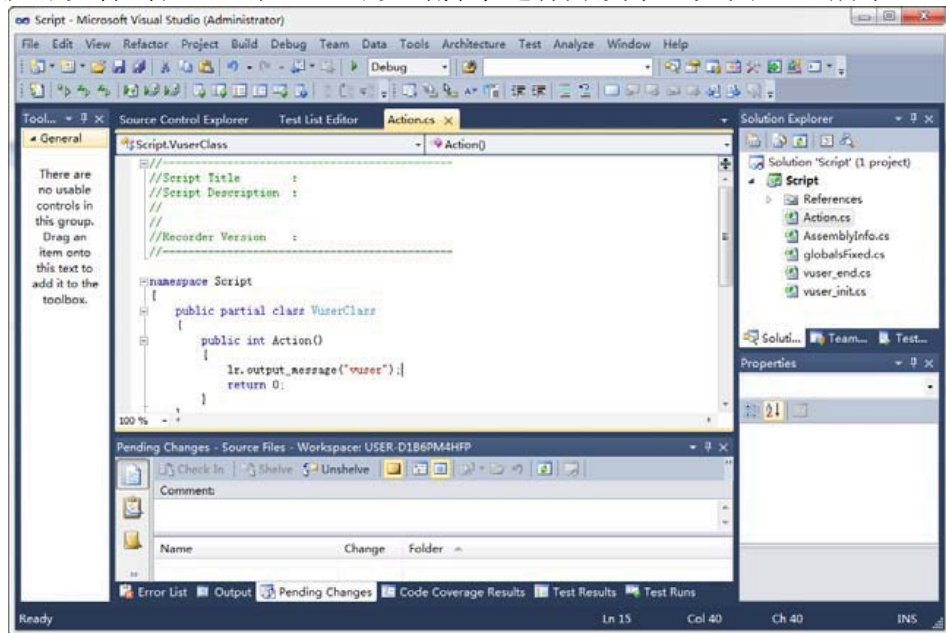 Script - Microsoft Visual Studio (Administrator)
File Edit View Refactor Project Build Debug Team Data Tools Architecture Test Analyze Window Help
Debug
Tool...
General
There are
no usable
controls in
this group.
Drag an
item onto
this text to
add it to the
toolbox.
Source Control Explorer Test List Editor Action.cs
Script.VuserClass Action()
//-----------------------------------------------
//Script Title :
//Script Description :
//
//
//Recorder Version :
//-----------------------------------------------
namespace Script
{
public partial class VuserClass
{
public int Action()
{
lr.output_message("vuser");
return 0;
}
}
100 %
Pending Changes - Source Files - Workspace: USER-D1B6PM4HFP
Check In Shelve Unshelve
Comment:
Name Change Folder
Error List Output Pending Changes Code Coverage Results Test Results Test Runs
Solution Explorer
Solution 'Script' (1 project)
Script
References
Action.cs
AssemblyInfo.cs
globalsFixed.cs
vuser_end.cs
vuser_init.cs
Soluti... Team... Test...
Properties
Ready Ln 15 Col 40 Ch 40 INS